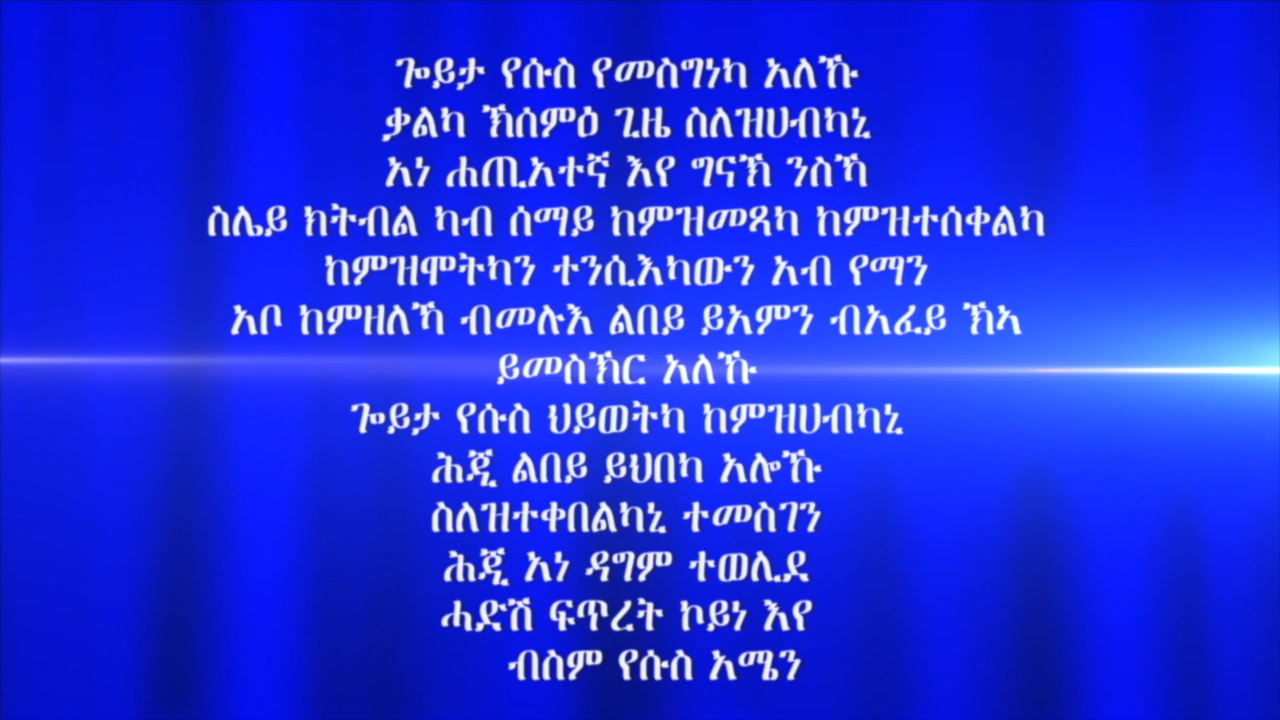 ጐይታ የሱስ የመስግነካ አለኹ
ቃልካ ኽሰምዕ ጊዜ ስለዝሀብካኒ
አነ ሐጢአተኛ እየ ግናኽ ንስኻ
ስሌይ ክትብል ካብ ሰማይ ከምዝመጻካ ከምዝተሰቀልካ
ከምዝሞትካን ተንሲእካውን አብ የማን
አቦ ከምዘለኻ ብመሉእ ልበይ ይአምን ብአፈይ ኽኣ
ይመስኽር አለኹ
ጐይታ የሱስ ህይወትካ ከምዝሀብካኒ
ሕጂ ልበይ ይህበካ አሎኹ
ስለዝተቀበልካኒ ተመስገን
ሕጂ አነ ዳግም ተወሊደ
ሓድሽ ፍጥረት ኮይነ እየ
ብስም የሱስ አሜን